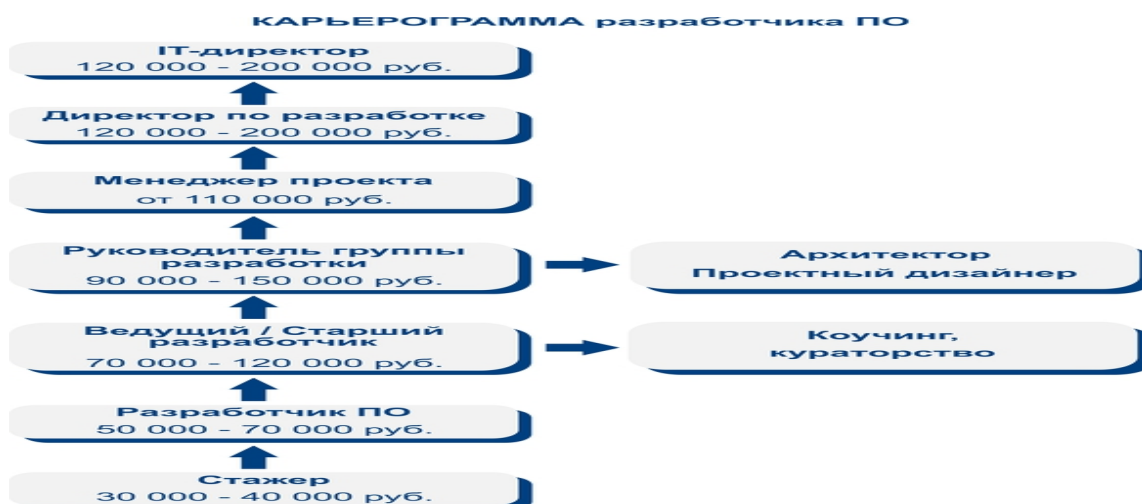 КАРЬЕРОГРАММА разработчика ПО
IT-директор
120 000 - 200 000 руб.
Директор по разработке
120 000 - 200 000 руб.
Менеджер проекта
от 110 000 руб.
Руководитель группы
разработки
90 000 - 150 000 руб.
Архитектор
Проектный дизайнер
Ведущий / Старший
разработчик
70 000 - 120 000 руб.
Коучинг,
кураторство
Разработчик ПО
50 000 - 70 000 руб.
Стажер
30 000 - 40 000 руб.